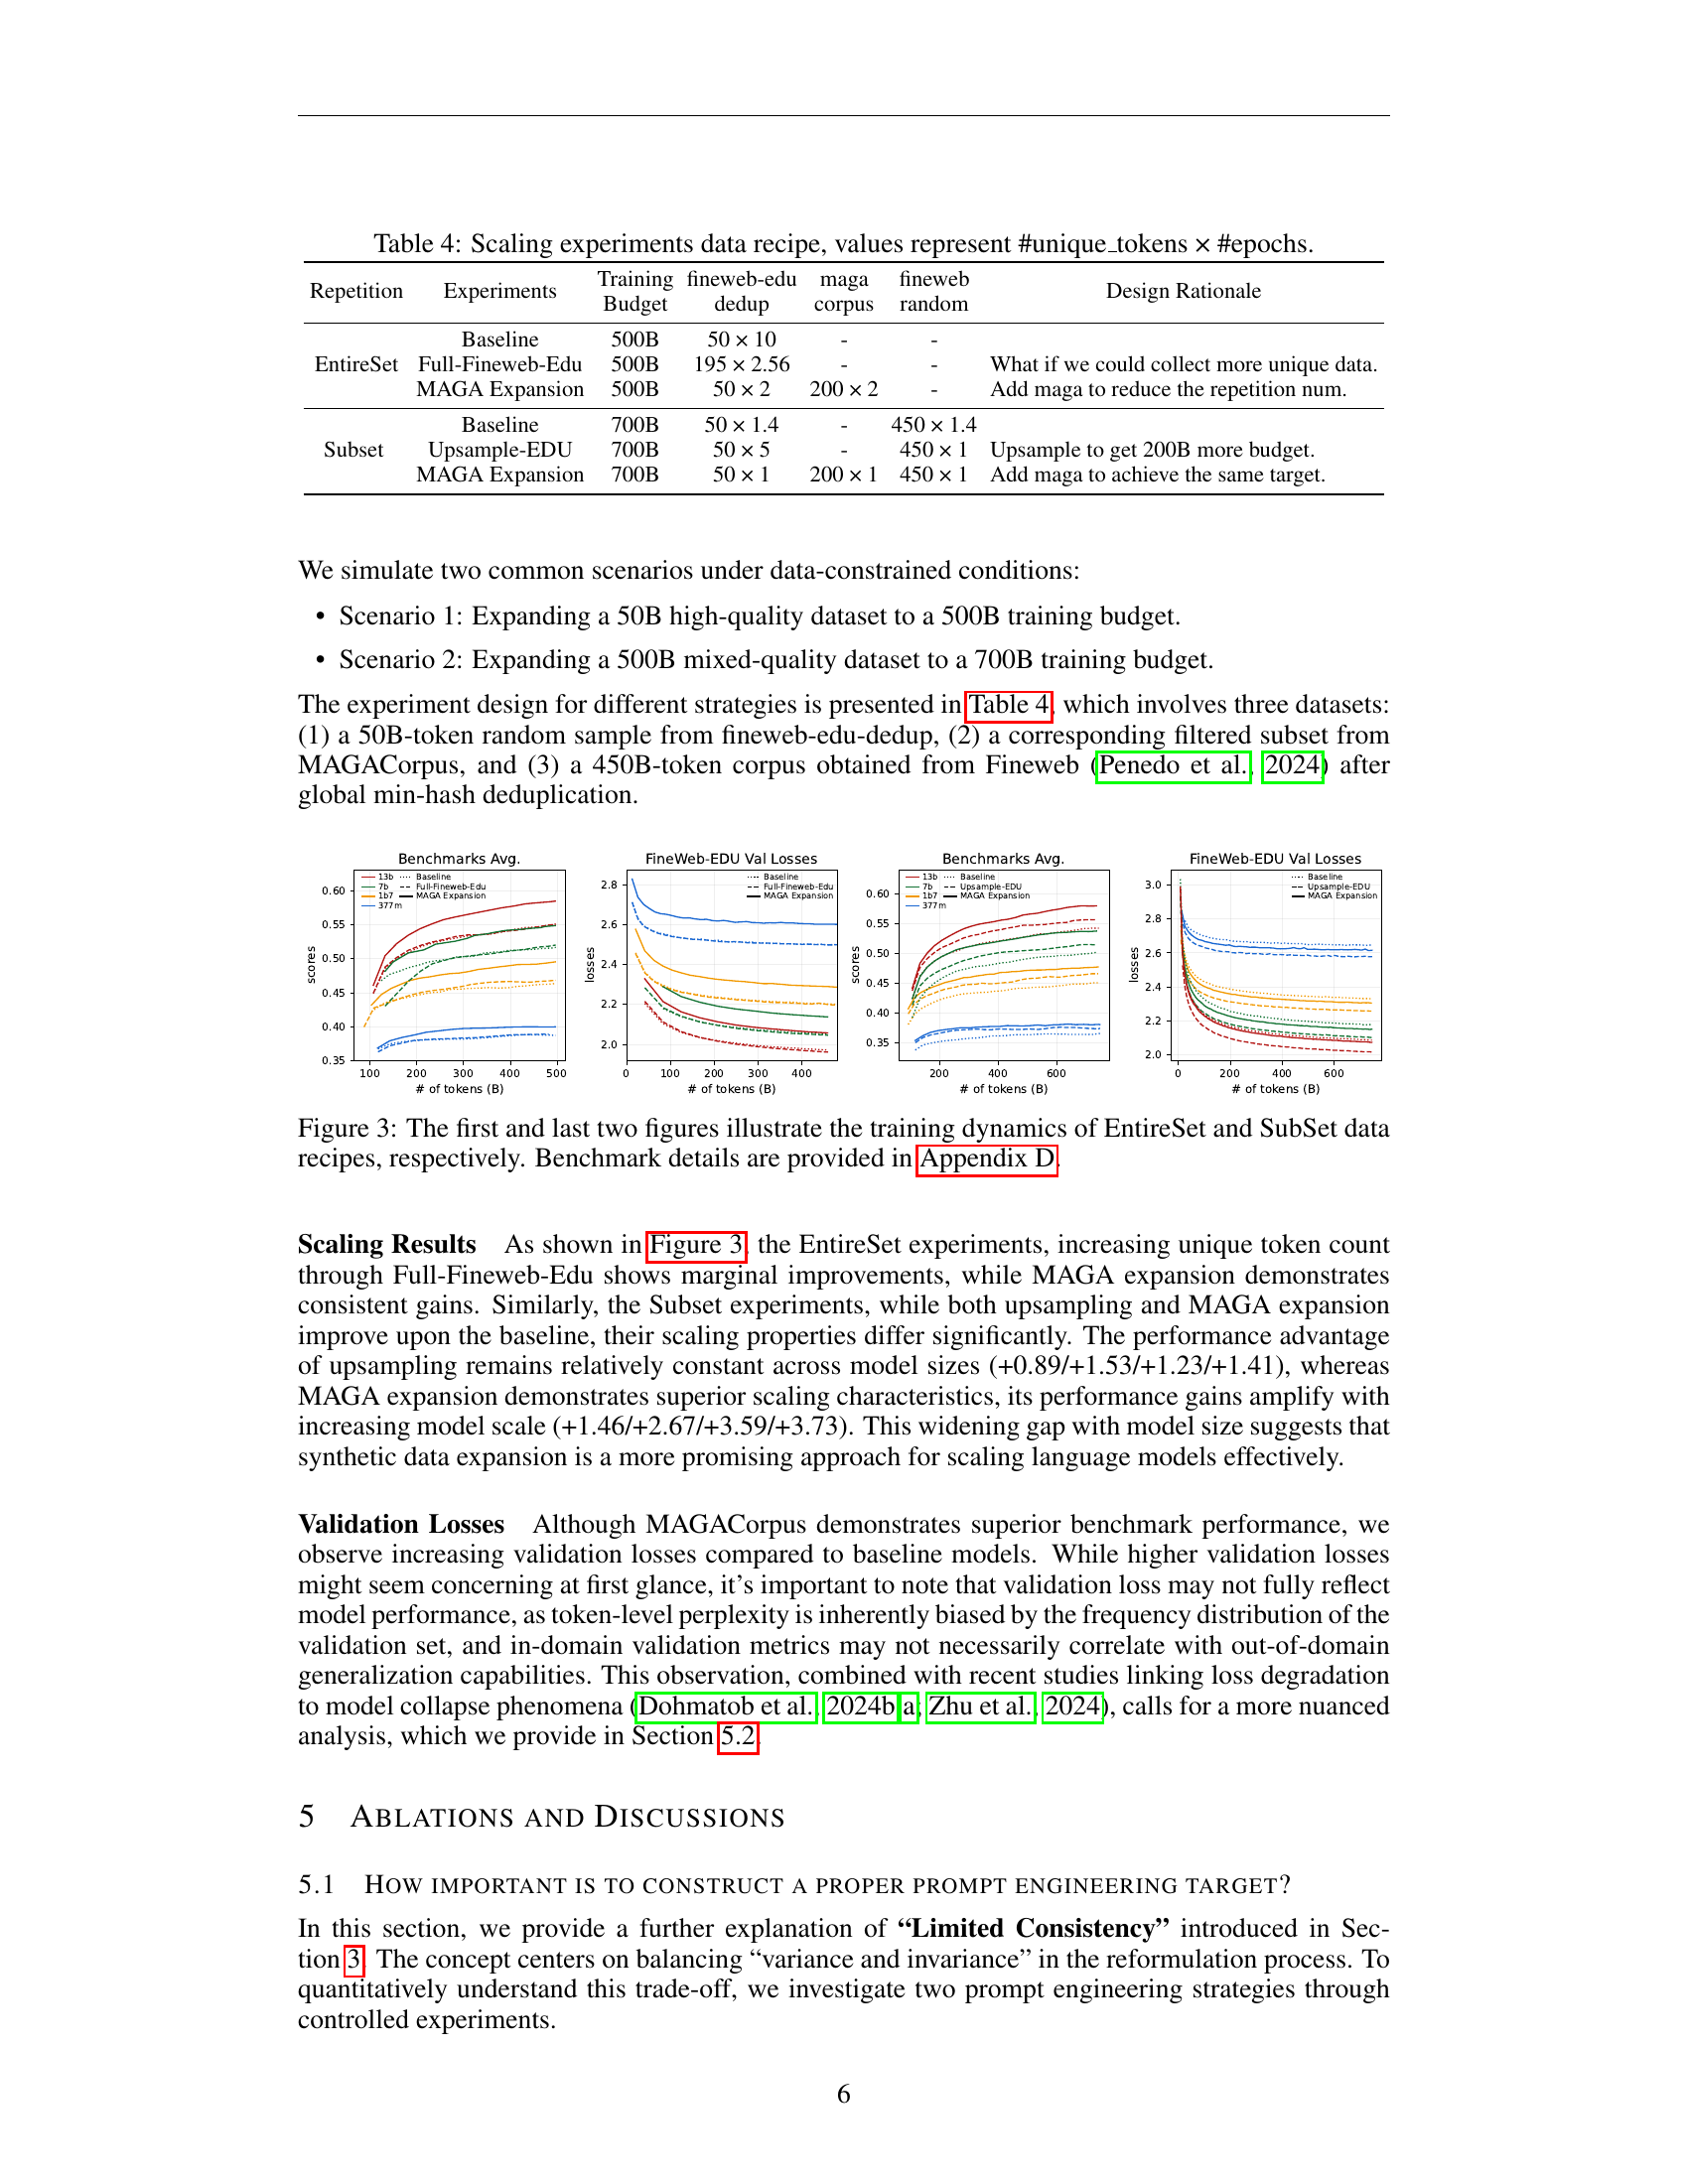 Table 4: Scaling experiments data recipe, values represent #unique_tokens × #epochs.
Repetition Experiments Training Budget fineweb-edu dedup maga corpus fineweb random Design Rationale
EntireSet
Baseline 500B 50 × 10 - -
Full-Fineweb-Edu 500B 195 × 2.56 - - What if we could collect more unique data.
MAGA Expansion 500B 50 × 2 200 × 2 - Add maga to reduce the repetition num.
Subset
Baseline 700B 50 × 1.4 - 450 × 1.4
Upsample-EDU 700B 50 × 5 - 450 × 1 Upsample to get 200B more budget.
MAGA Expansion 700B 50 × 1 200 × 1 450 × 1 Add maga to achieve the same target.
We simulate two common scenarios under data-constrained conditions:
• Scenario 1: Expanding a 50B high-quality dataset to a 500B training budget.
• Scenario 2: Expanding a 500B mixed-quality dataset to a 700B training budget.
The experiment design for different strategies is presented in Table 4, which involves three datasets:
(1) a 50B-token random sample from fineweb-edu-dedup, (2) a corresponding filtered subset from
MAGACorpus, and (3) a 450B-token corpus obtained from Fineweb (Penedo et al., 2024) after
global min-hash deduplication.
Benchmarks Avg.
13b Baseline
7b Full-Fineweb-Edu
1b7 MAGA Expansion
377m
scores
0.60
0.55
0.50
0.45
0.40
0.35
100 200 300 400 500
# of tokens (B)
FineWeb-EDU Val Losses
Baseline
Full-Fineweb-Edu
MAGA Expansion
losses
2.8
2.6
2.4
2.2
2.0
0 100 200 300 400
# of tokens (B)
Benchmarks Avg.
13b Baseline
7b Upsample-EDU
1b7 MAGA Expansion
377m
scores
0.60
0.55
0.50
0.45
0.40
0.35
200 400 600
# of tokens (B)
FineWeb-EDU Val Losses
Baseline
Upsample-EDU
MAGA Expansion
losses
3.0
2.8
2.6
2.4
2.2
2.0
0 200 400 600
# of tokens (B)
Figure 3: The first and last two figures illustrate the training dynamics of EntireSet and SubSet data
recipes, respectively. Benchmark details are provided in Appendix D.
Scaling Results As shown in Figure 3, the EntireSet experiments, increasing unique token count
through Full-Fineweb-Edu shows marginal improvements, while MAGA expansion demonstrates
consistent gains. Similarly, the Subset experiments, while both upsampling and MAGA expansion
improve upon the baseline, their scaling properties differ significantly. The performance advantage
of upsampling remains relatively constant across model sizes (+0.89/+1.53/+1.23/+1.41), whereas
MAGA expansion demonstrates superior scaling characteristics, its performance gains amplify with
increasing model scale (+1.46/+2.67/+3.59/+3.73). This widening gap with model size suggests that
synthetic data expansion is a more promising approach for scaling language models effectively.
Validation Losses Although MAGACorpus demonstrates superior benchmark performance, we
observe increasing validation losses compared to baseline models. While higher validation losses
might seem concerning at first glance, it's important to note that validation loss may not fully reflect
model performance, as token-level perplexity is inherently biased by the frequency distribution of the
validation set, and in-domain validation metrics may not necessarily correlate with out-of-domain
generalization capabilities. This observation, combined with recent studies linking loss degradation
to model collapse phenomena (Dohmatob et al., 2024b;a; Zhu et al., 2024), calls for a more nuanced
analysis, which we provide in Section 5.2.
5 ABLATIONS AND DISCUSSIONS
5.1 HOW IMPORTANT IS TO CONSTRUCT A PROPER PROMPT ENGINEERING TARGET?
In this section, we provide a further explanation of “Limited Consistency” introduced in Sec-
tion 3. The concept centers on balancing “variance and invariance” in the reformulation process. To
quantitatively understand this trade-off, we investigate two prompt engineering strategies through
controlled experiments.
6